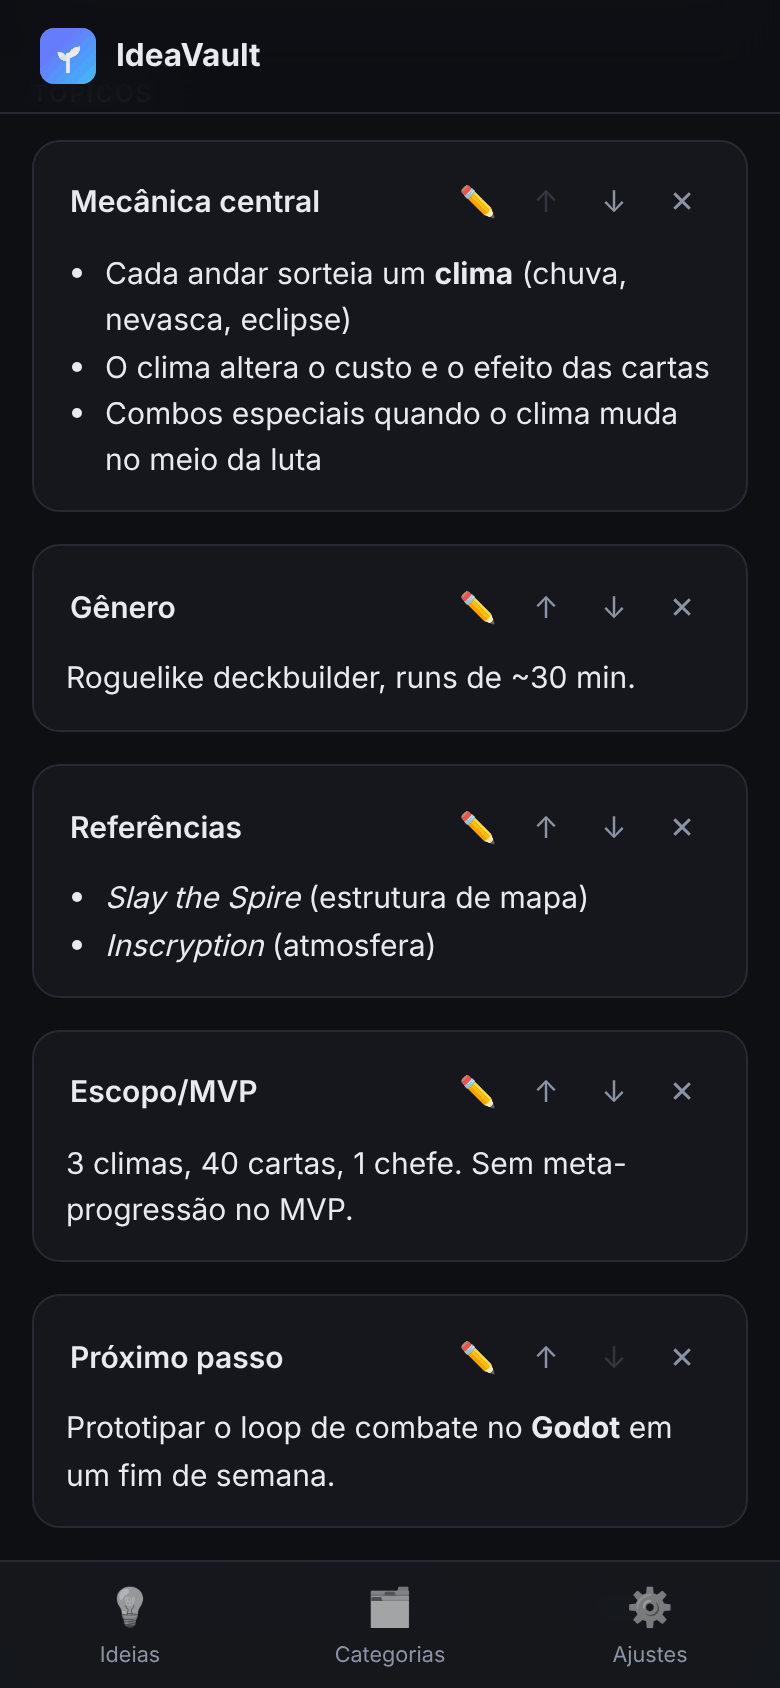 IdeaVault
TÓPICOS
Mecânica central
• Cada andar sorteia um clima (chuva,
nevasca, eclipse)
• O clima altera o custo e o efeito das cartas
• Combos especiais quando o clima muda
no meio da luta
Gênero
Roguelike deckbuilder, runs de ~30 min.
Referências
• Slay the Spire (estrutura de mapa)
• Inscryption (atmosfera)
Escopo/MVP
3 climas, 40 cartas, 1 chefe. Sem meta-
progressão no MVP.
Próximo passo
Prototipar o loop de combate no Godot em
um fim de semana.
Ideias
Categorias
Ajustes